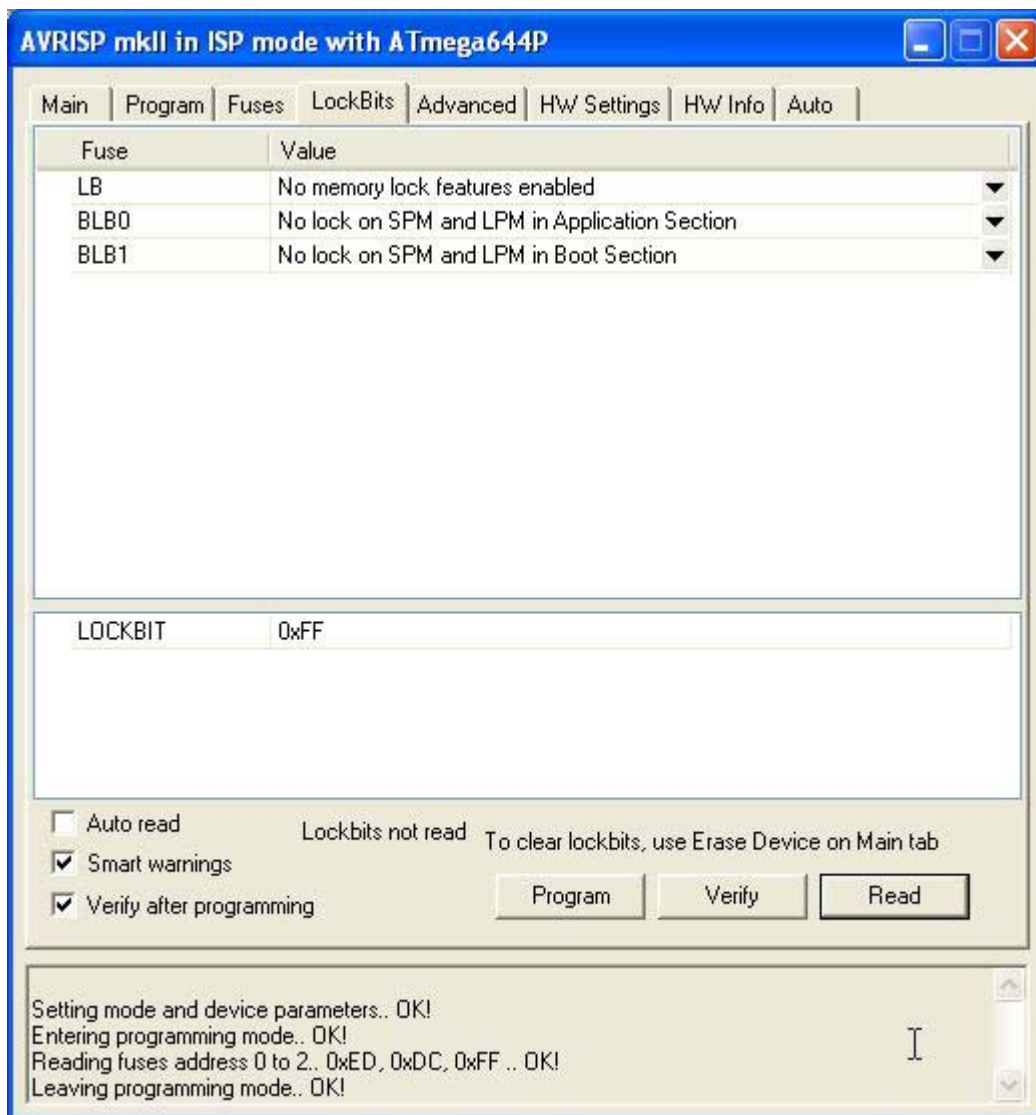 AVRISP mkII in ISP mode with ATmega644P
Main Program Fuses LockBits Advanced HW Settings HW Info Auto
Fuse Value
LB No memory lock features enabled
BLB0 No lock on SPM and LPM in Application Section
BLB1 No lock on SPM and LPM in Boot Section
LOCKBIT 0xFF
Auto read
Lockbits not read
To clear lockbits, use Erase Device on Main tab
Smart warnings
Verify after programming
Program Verify Read
Setting mode and device parameters.. OK!
Entering programming mode.. OK!
Reading fuses address 0 to 2.. 0xED, 0xDC, 0xFF .. OK!
Leaving programming mode.. OK!